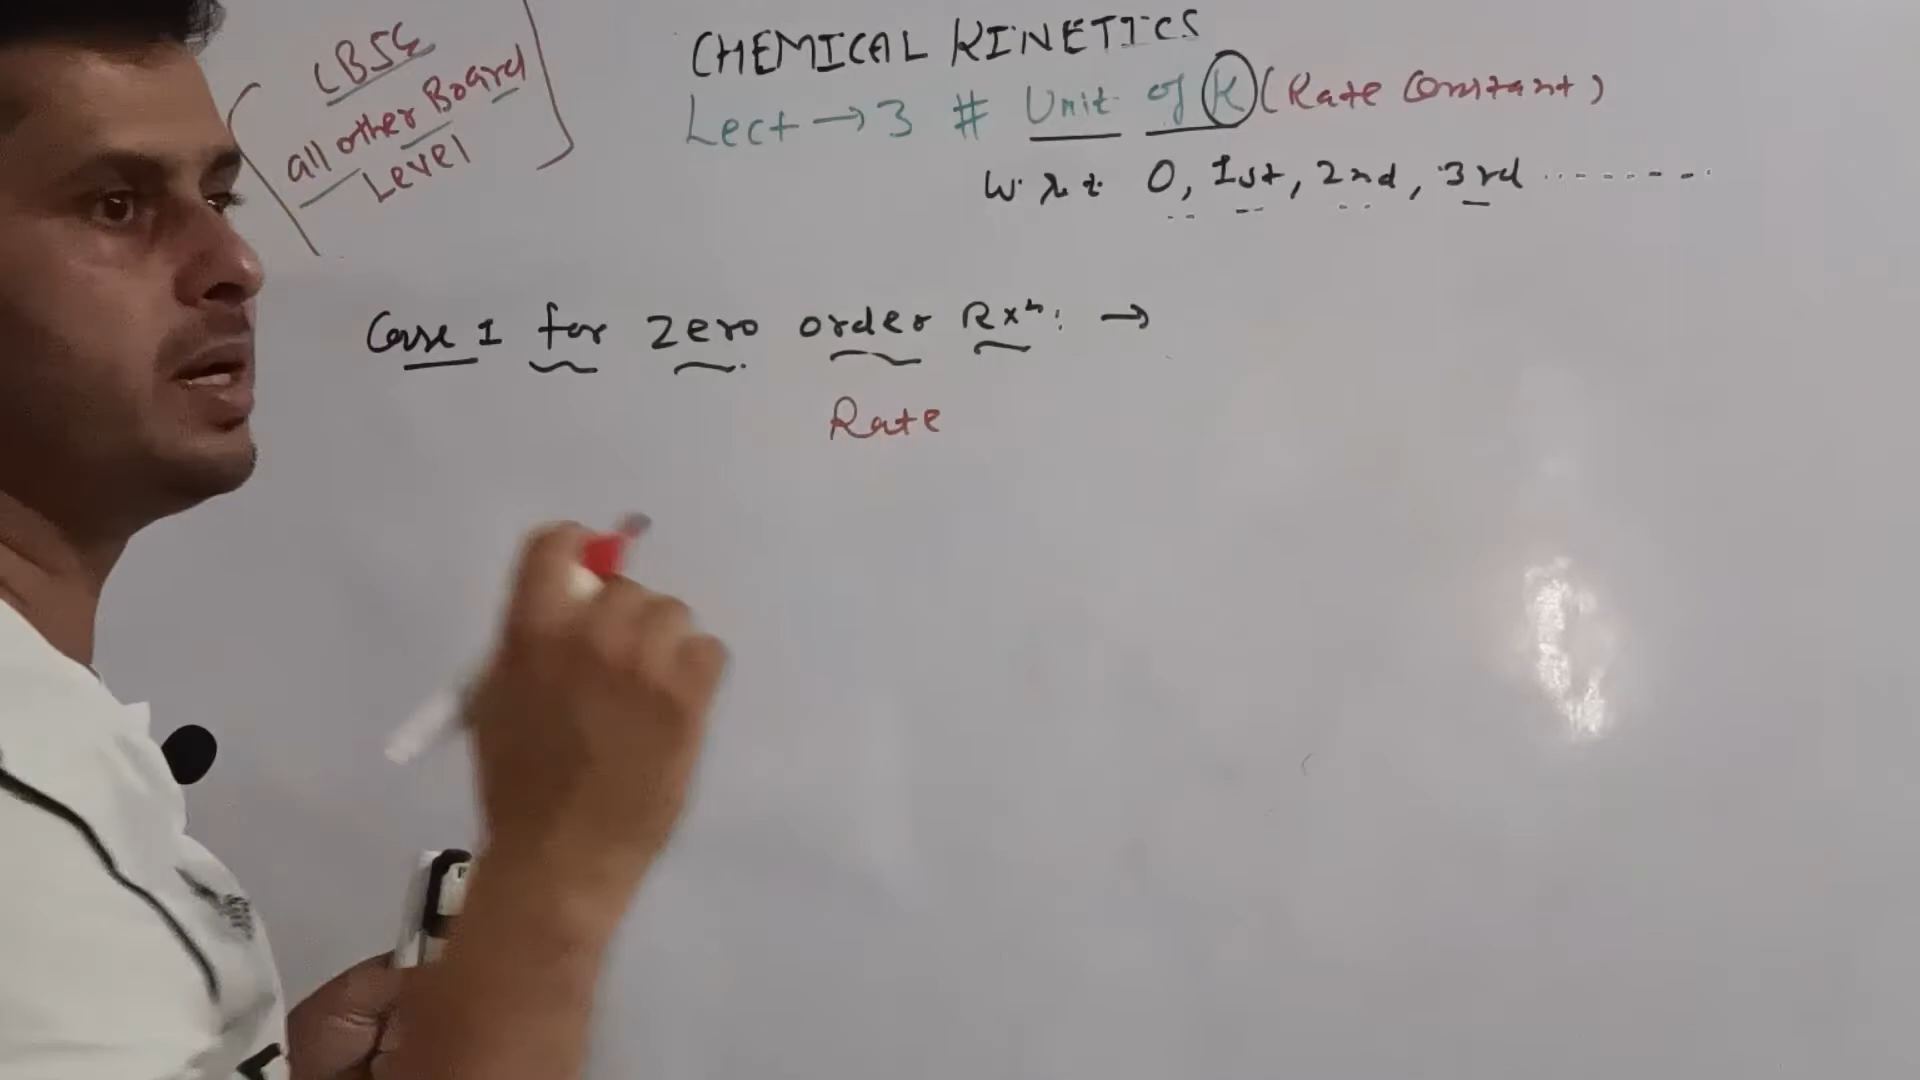 CBSE
all other Board
Level
CHEMICAL KINETICS
Lect → 3 # Unit of K (Rate Constant)
w.r.t. 0, 1st, 2nd, 3rd ---------
Case 1 for zero order Rxn: →
Rate